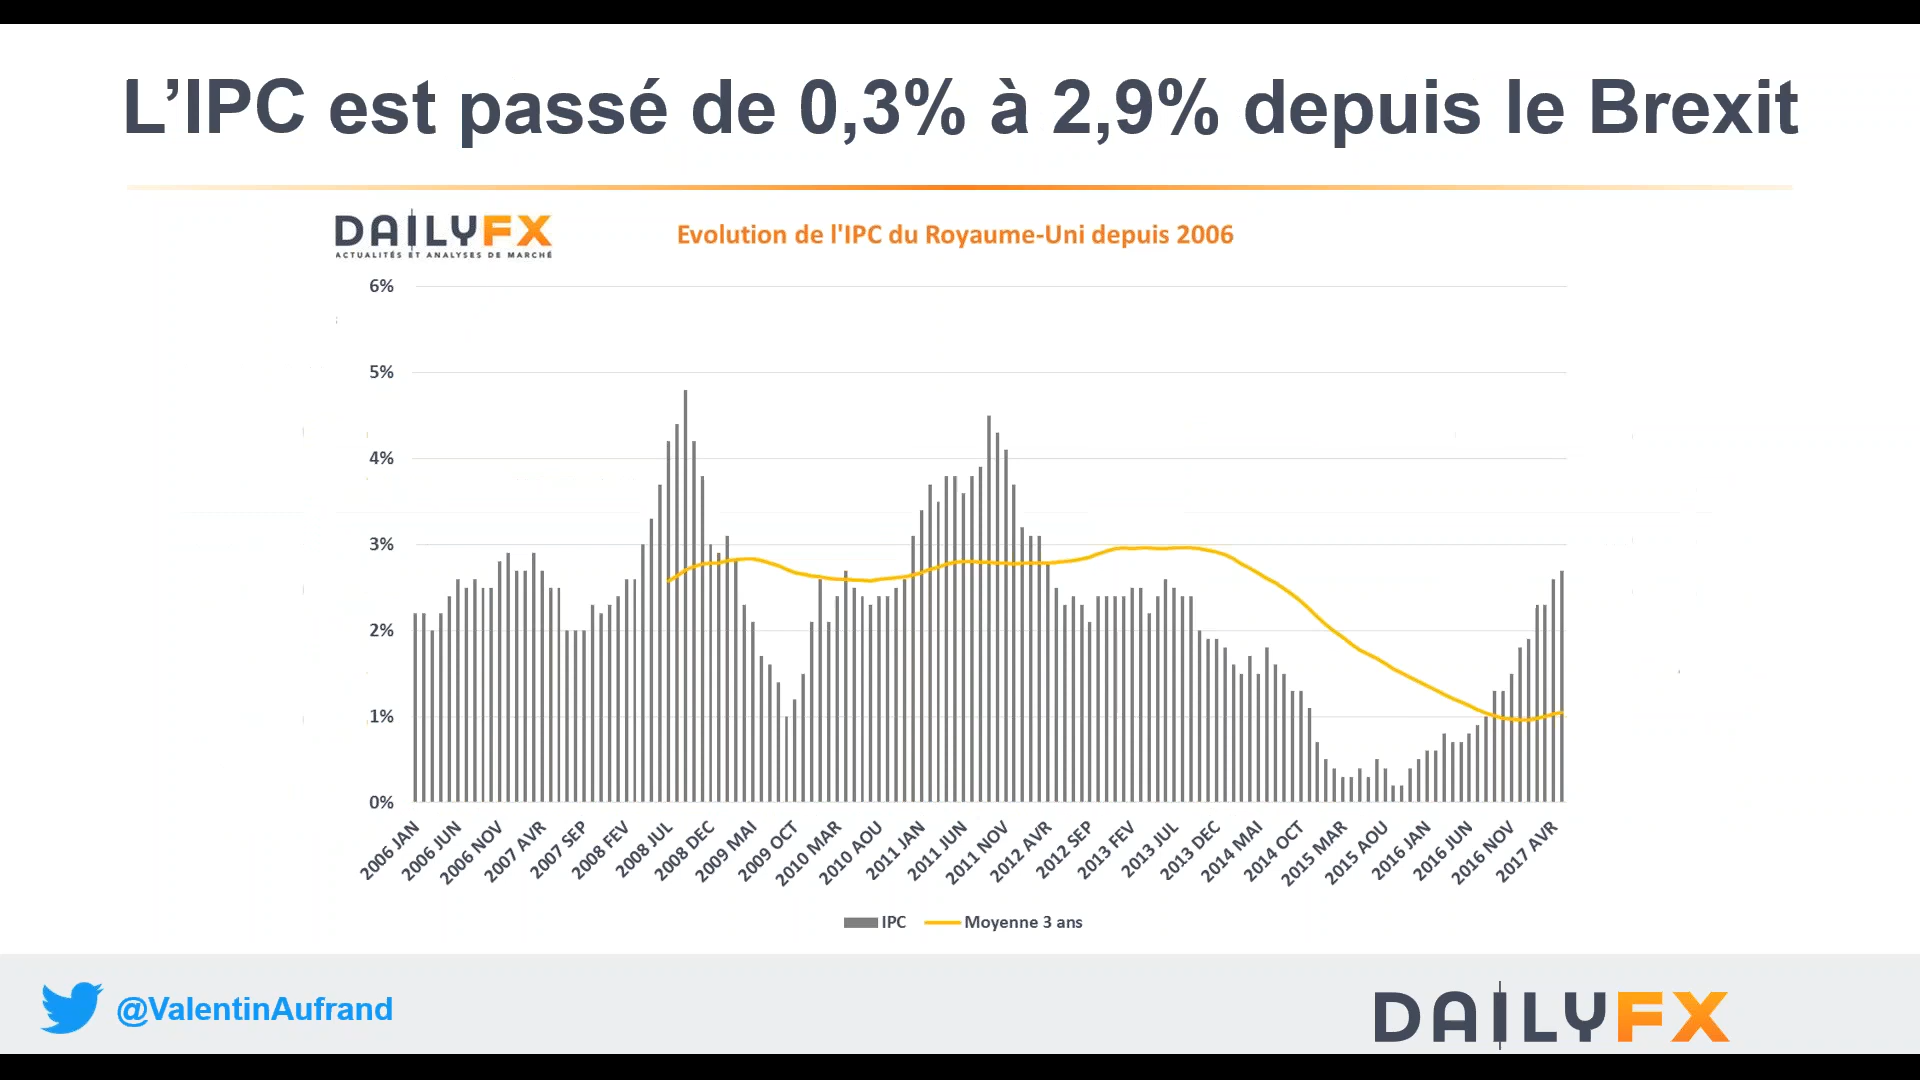 L’IPC est passé de 0,3% à 2,9% depuis le Brexit
DAILYFX
ACTUALITÉS ET ANALYSES DE MARCHÉ
Evolution de l'IPC du Royaume-Uni depuis 2006
6%
5%
4%
3%
2%
1%
0%
2006 JAN
2006 JUN
2006 NOV
2007 AVR
2007 SEP
2008 FEV
2008 JUL
2008 DEC
2009 MAI
2009 OCT
2010 MAR
2010 AOU
2011 JAN
2011 JUN
2011 NOV
2012 AVR
2012 SEP
2013 FEV
2013 JUL
2013 DEC
2014 MAI
2014 OCT
2015 MAR
2015 AOU
2016 JAN
2016 JUN
2016 NOV
2017 AVR
IPC
Moyenne 3 ans
@ValentinAufrand
DAILYFX